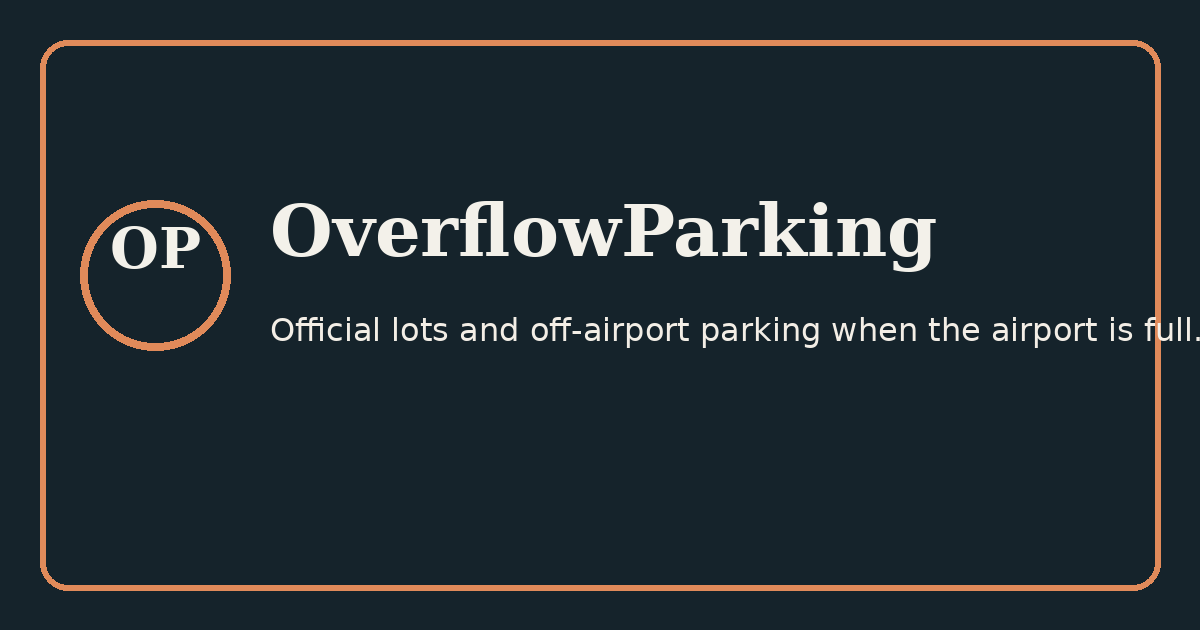 OP
OverflowParking
Official lots and off-airport parking when the airport is full.